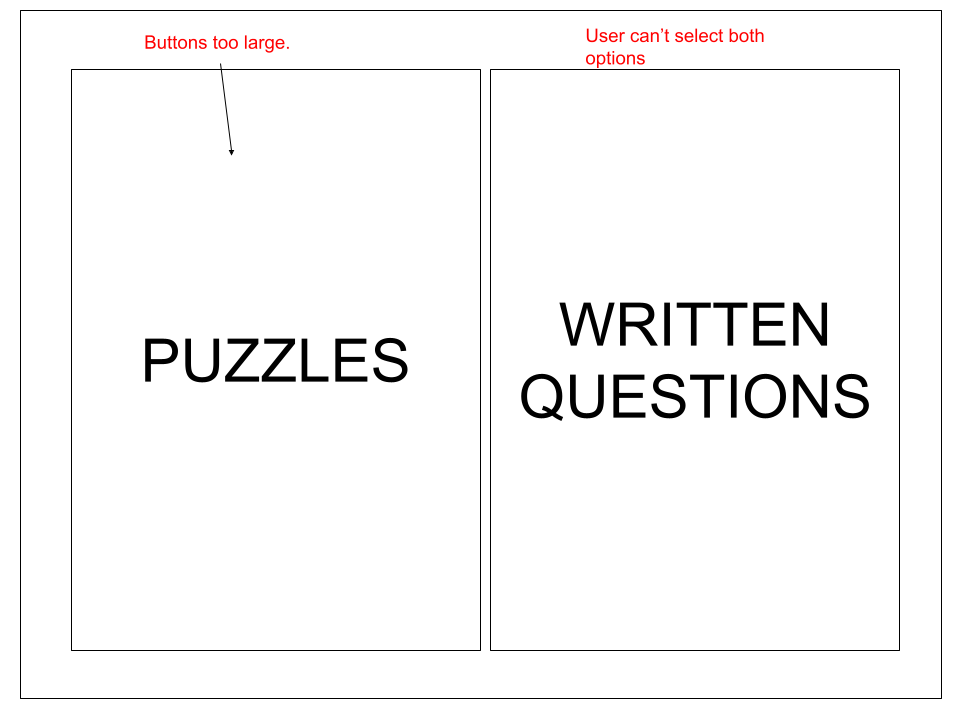 Buttons too large.
User can’t select both
options
PUZZLES
WRITTEN
QUESTIONS